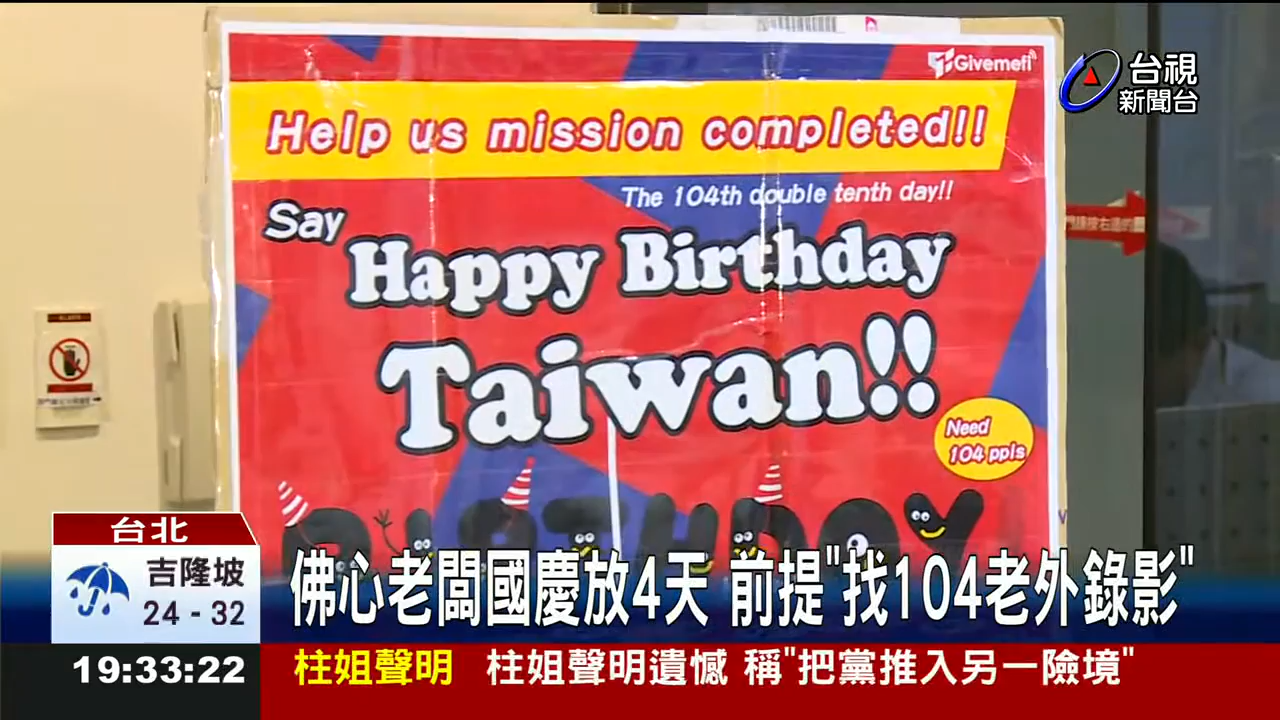 Givemefi
台視
新聞台
Help us mission completed!!
The 104th double tenth day!!
Say
Happy Birthday
Taiwan!!
Need
104 ppls
BIRTHDAY
台北
吉隆坡
24 - 32
佛心老闆國慶放4天 前提"找104老外錄影"
19:33:22
柱姐聲明 柱姐聲明遺憾 稱"把黨推入另一險境"